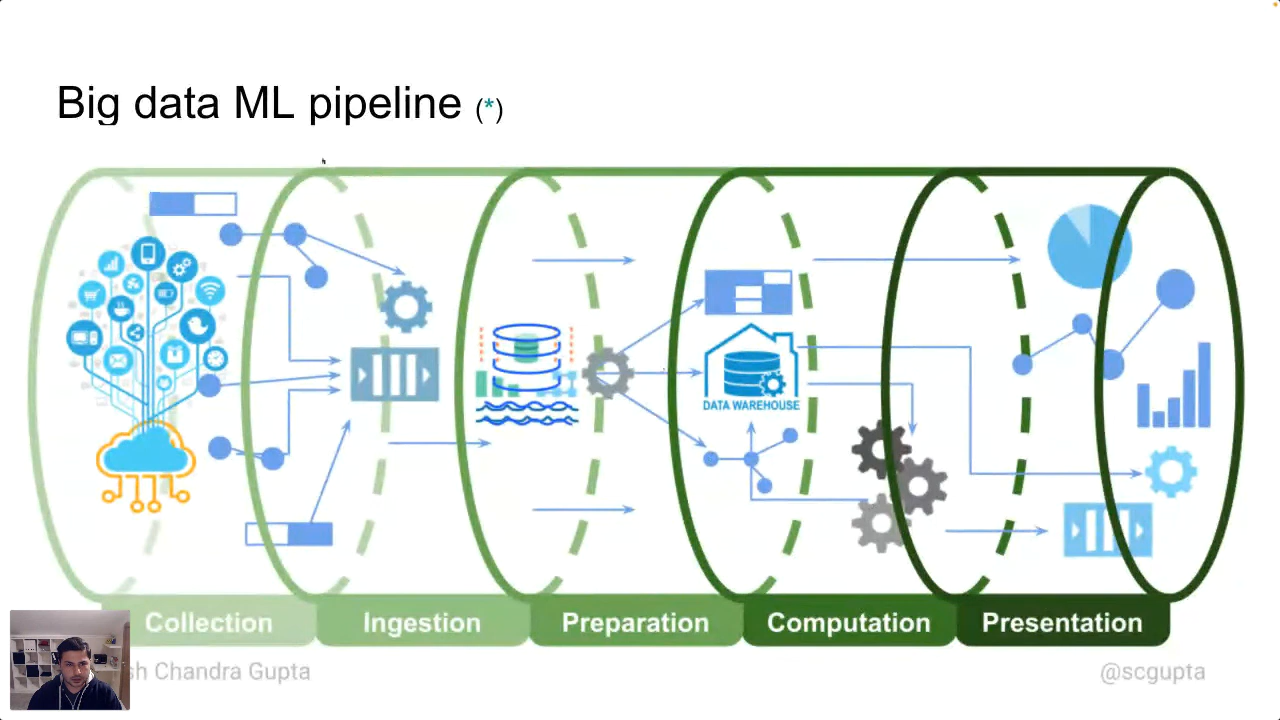 Big data ML pipeline (*)
DATA WAREHOUSE
Collection
Ingestion
Preparation
Computation
Presentation
Chandra Gupta
@scgupta